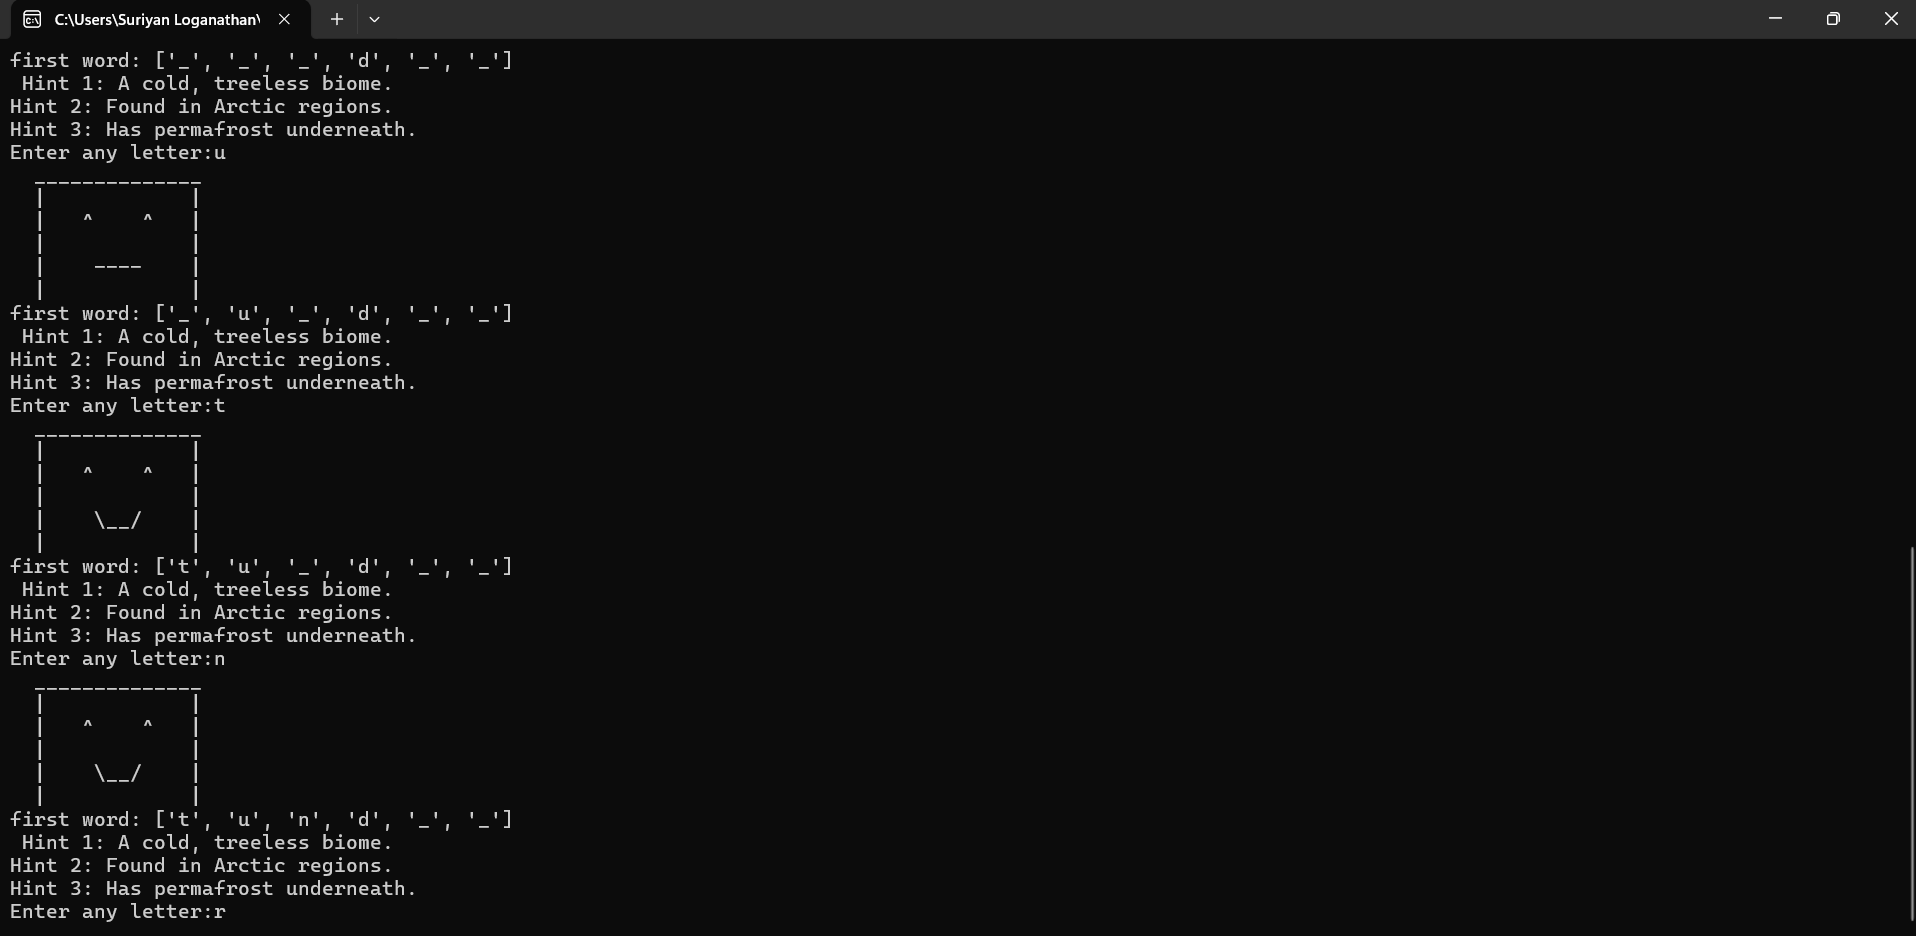 C:\Users\Suriyan Loganathan\
first word: ['_', '_', '_', 'd', '_', '_']
 Hint 1: A cold, treeless biome.
Hint 2: Found in Arctic regions.
Hint 3: Has permafrost underneath.
Enter any letter:u
  ______________
  |            |
  |   ^    ^   |
  |            |
  |    ----    |
  |            |
first word: ['_', 'u', '_', 'd', '_', '_']
 Hint 1: A cold, treeless biome.
Hint 2: Found in Arctic regions.
Hint 3: Has permafrost underneath.
Enter any letter:t
  ______________
  |            |
  |   ^    ^   |
  |            |
  |    \__/    |
  |            |
first word: ['t', 'u', '_', 'd', '_', '_']
 Hint 1: A cold, treeless biome.
Hint 2: Found in Arctic regions.
Hint 3: Has permafrost underneath.
Enter any letter:n
  ______________
  |            |
  |   ^    ^   |
  |            |
  |    \__/    |
  |            |
first word: ['t', 'u', 'n', 'd', '_', '_']
 Hint 1: A cold, treeless biome.
Hint 2: Found in Arctic regions.
Hint 3: Has permafrost underneath.
Enter any letter:r